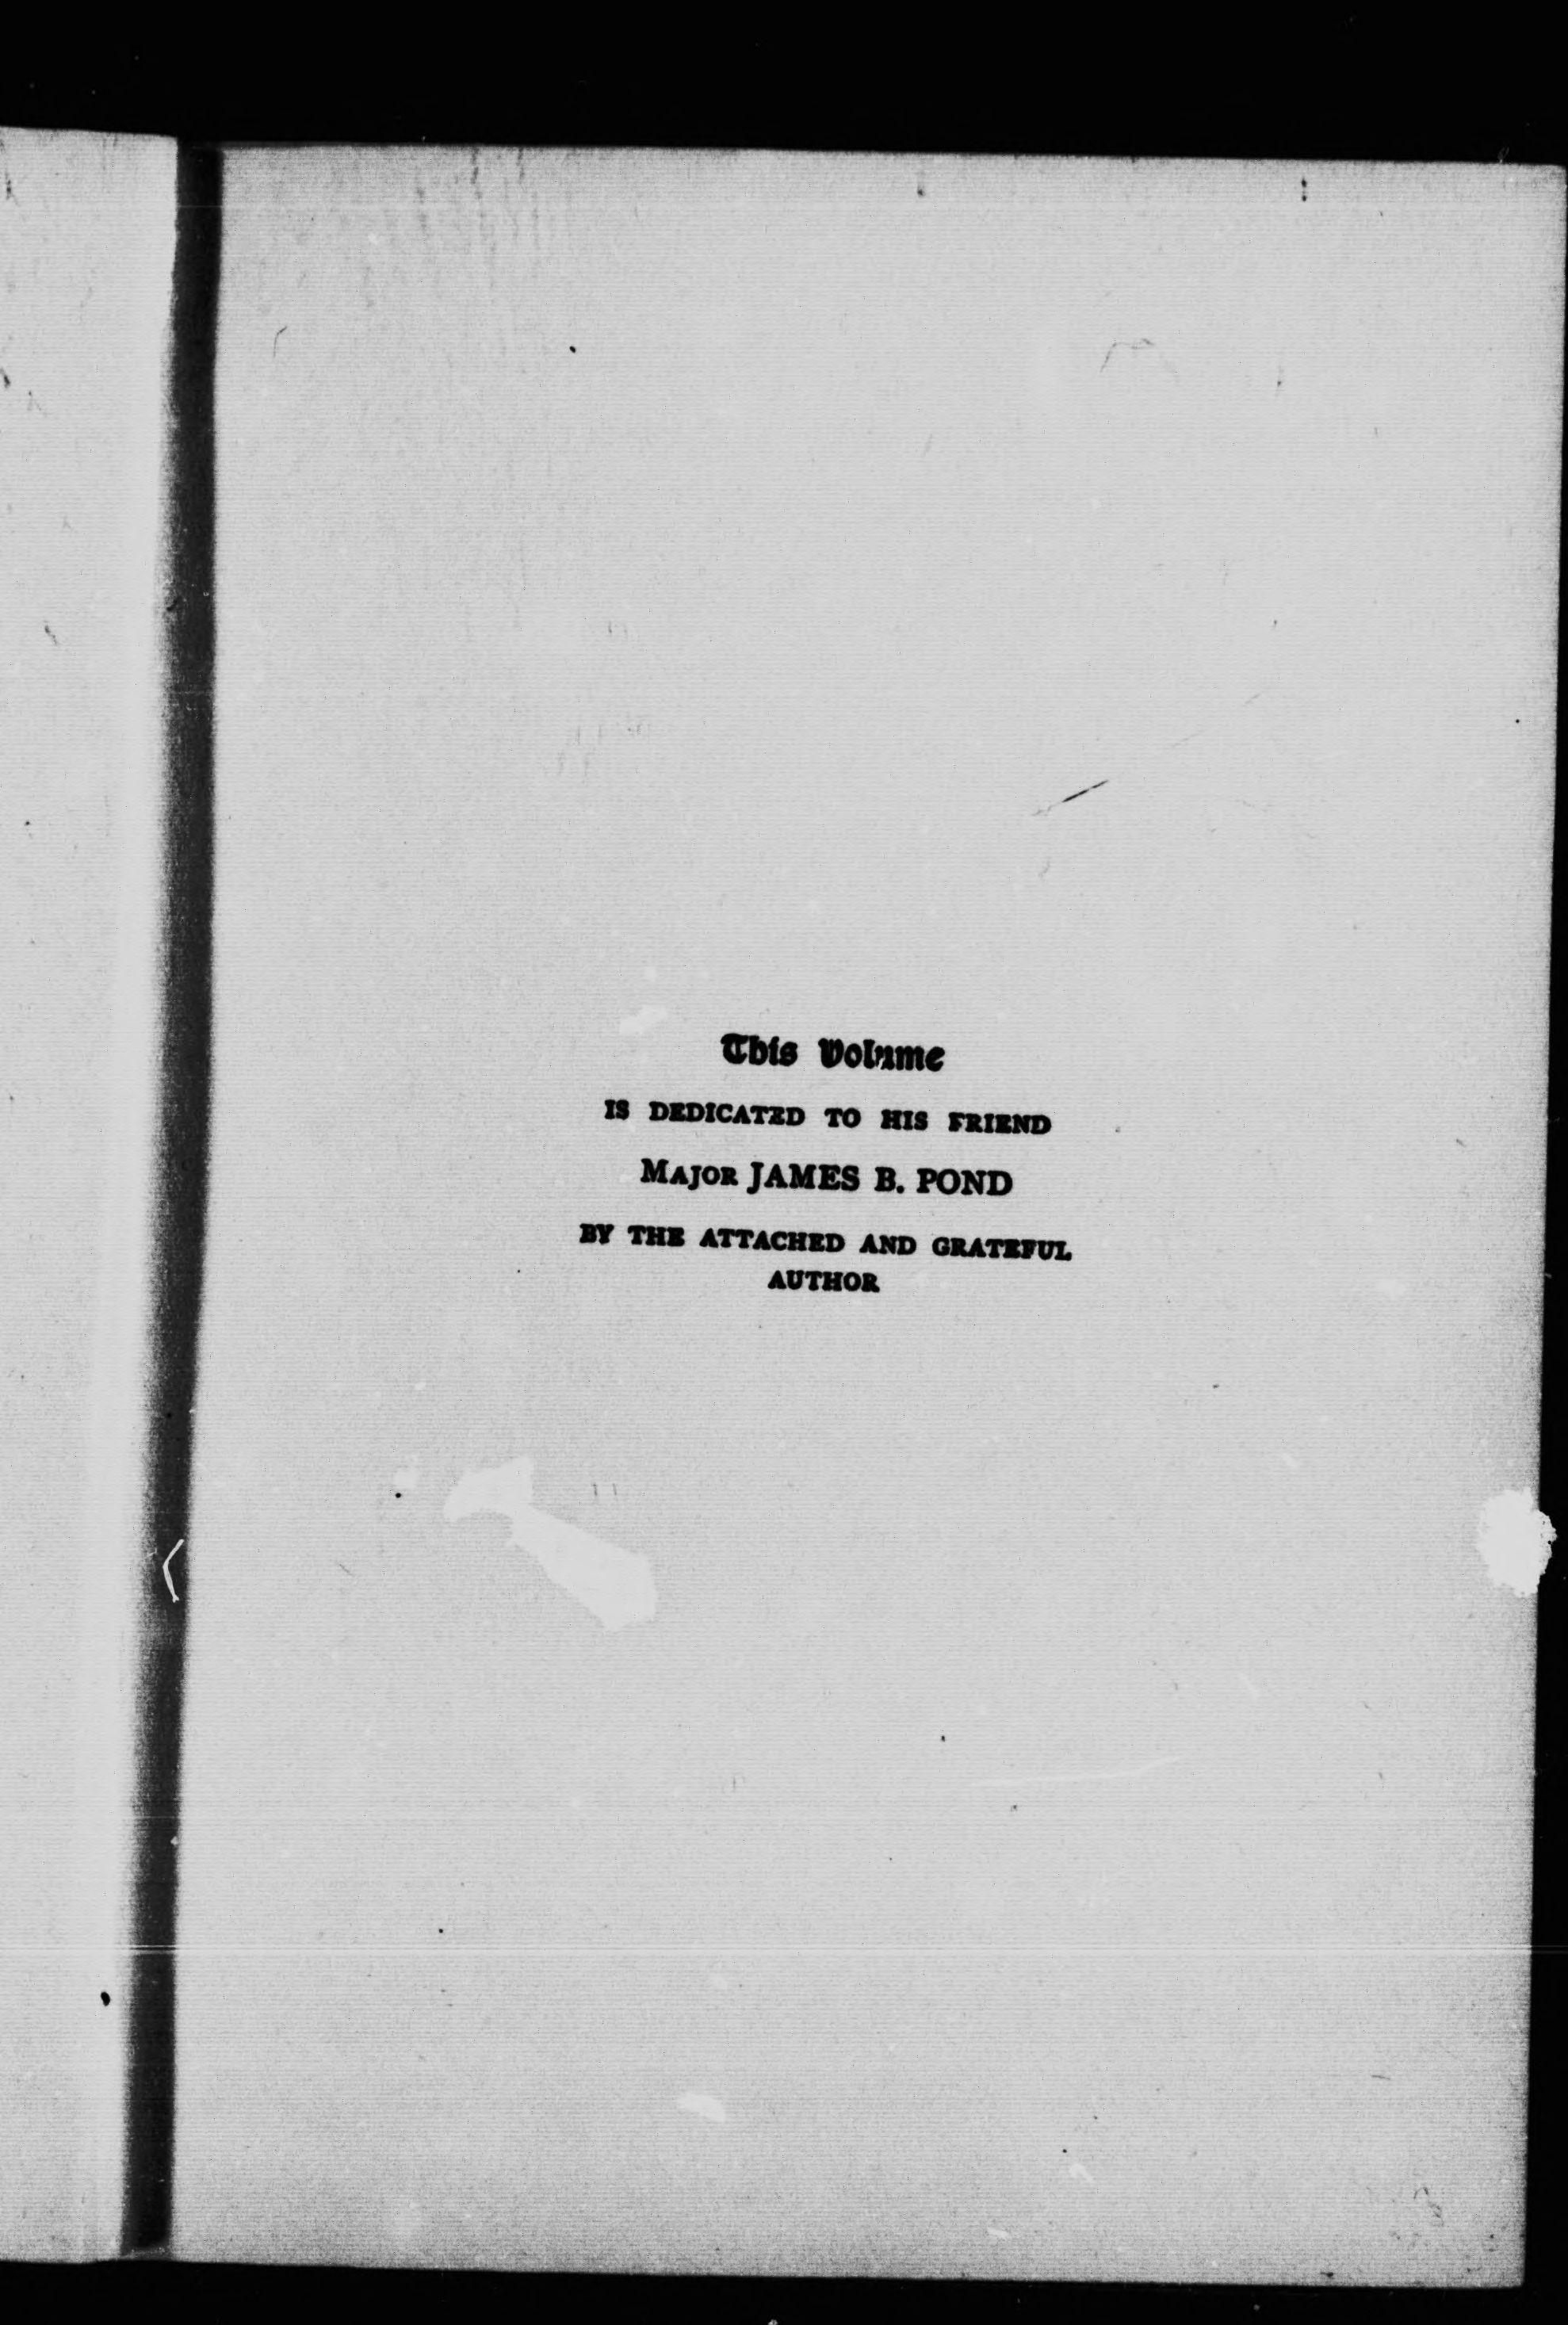 This Volume
IS DEDICATED TO HIS FRIEND
MAJOR JAMES B. POND
BY THE ATTACHED AND GRATEFUL
AUTHOR